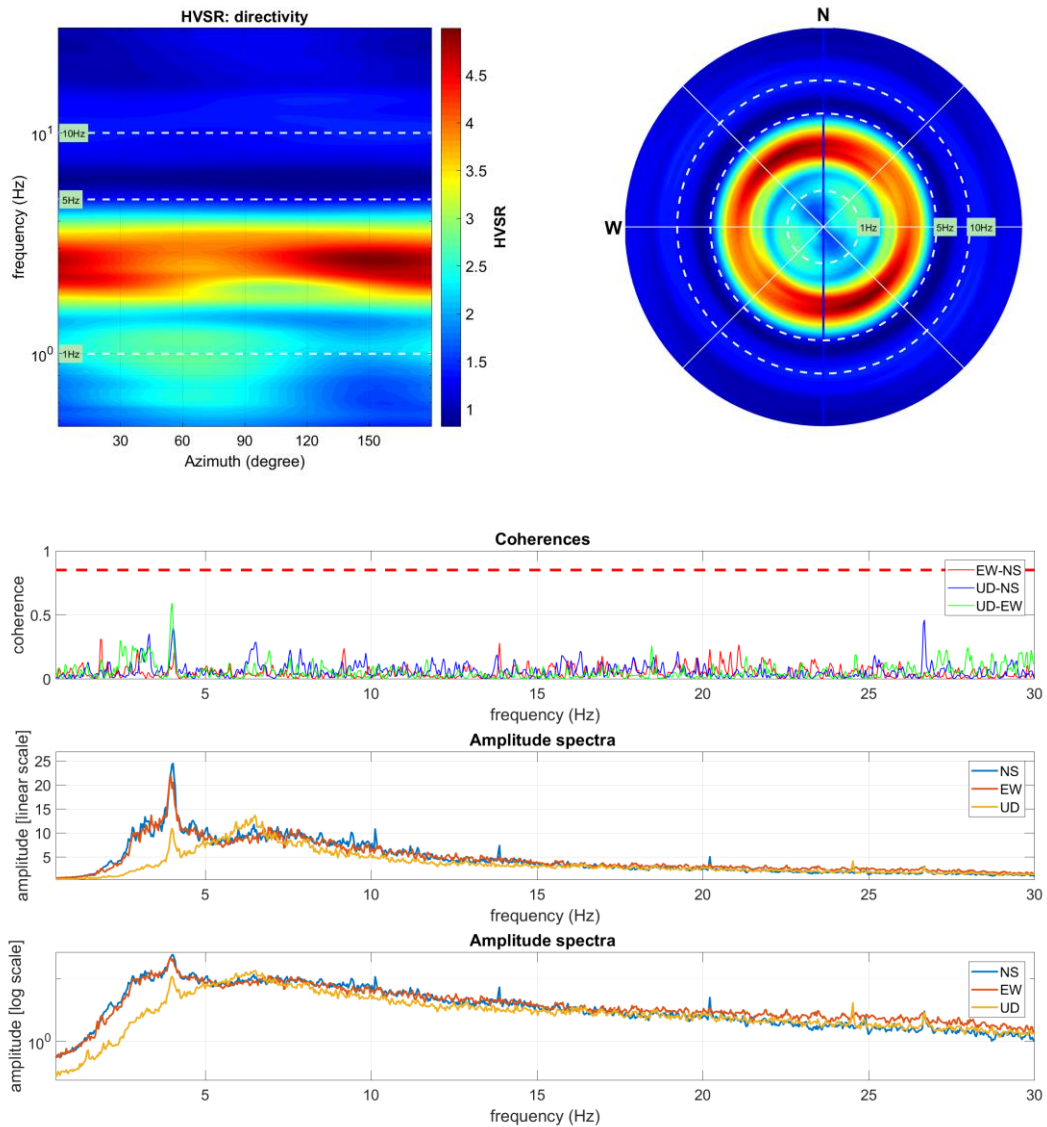 HVSR: directivity
frequency (Hz)
10¹
10⁰
10Hz
5Hz
1Hz
30 60 90 120 150
Azimuth (degree)
4.5
4
3.5
3
2.5
2
1.5
1
HVSR
N
W
1Hz 5Hz 10Hz
Coherences
coherence
1
0.5
0
EW-NS
UD-NS
UD-EW
5 10 15 20 25 30
frequency (Hz)
Amplitude spectra
amplitude [linear scale]
25
20
15
10
5
NS
EW
UD
5 10 15 20 25 30
frequency (Hz)
Amplitude spectra
amplitude [log scale]
10⁰
NS
EW
UD
5 10 15 20 25 30
frequency (Hz)